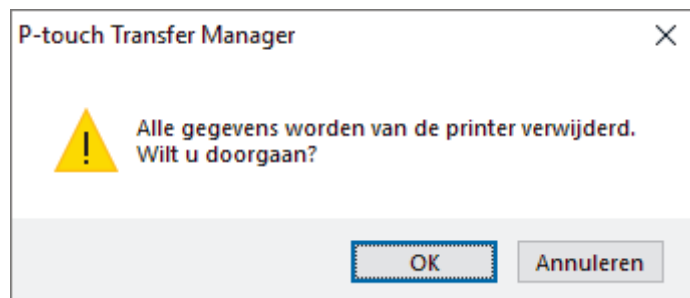 P-touch Transfer Manager
Alle gegevens worden van de printer verwijderd.
Wilt u doorgaan?
OK
Annuleren